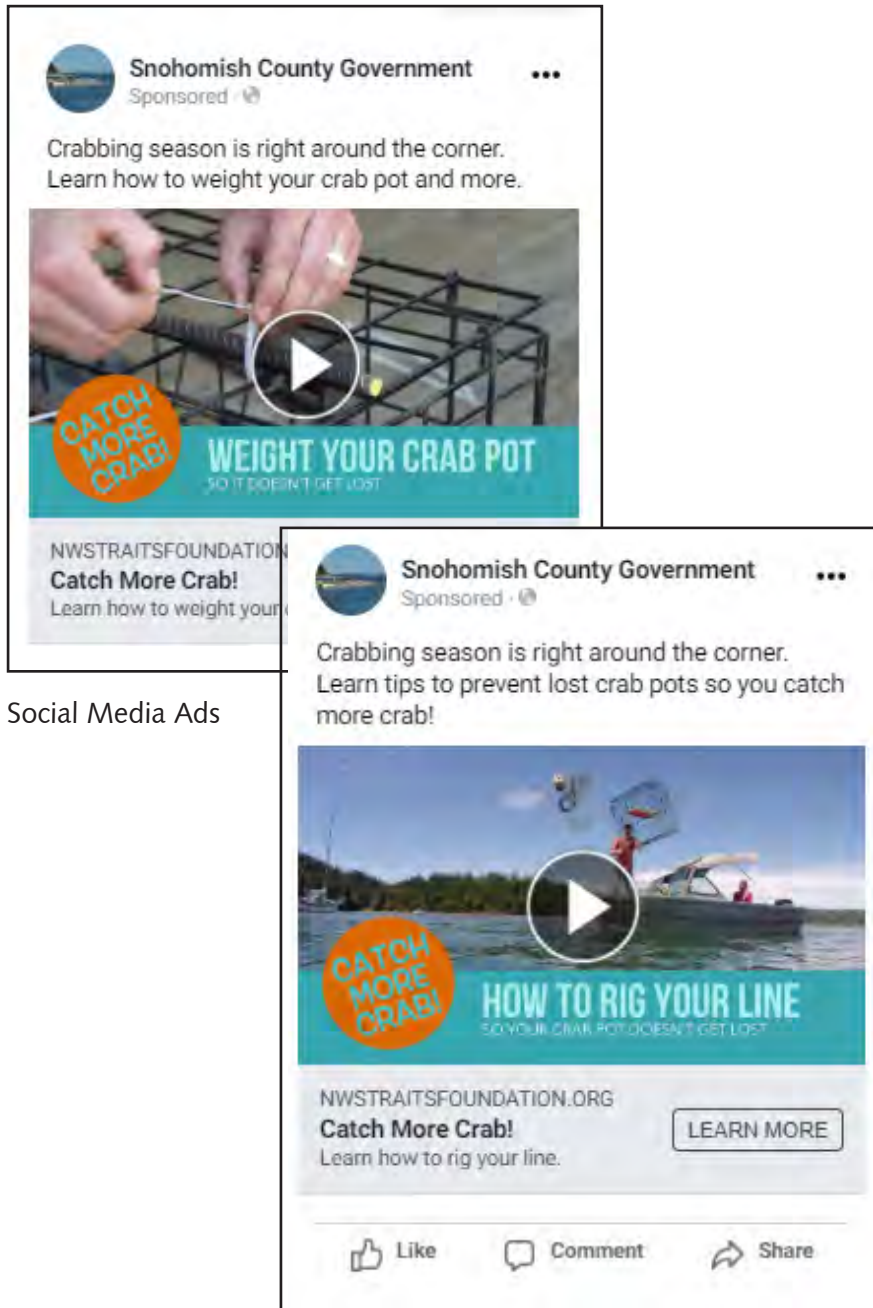 Snohomish County Government
Sponsored ·
Crabbing season is right around the corner.
Learn how to weight your crab pot and more.
CATCH
MORE
CRAB!
WEIGHT YOUR CRAB POT
SO IT DOESN'T GET LOST
NWSTRAITSFOUNDATION
Catch More Crab!
Learn how to weight your
Social Media Ads
Snohomish County Government
Sponsored ·
Crabbing season is right around the corner.
Learn tips to prevent lost crab pots so you catch
more crab!
CATCH
MORE
CRAB!
HOW TO RIG YOUR LINE
SO YOUR CRAB POT DOESN'T GET LOST
NWSTRAITSFOUNDATION.ORG
Catch More Crab!
LEARN MORE
Learn how to rig your line.
Like
Comment
Share